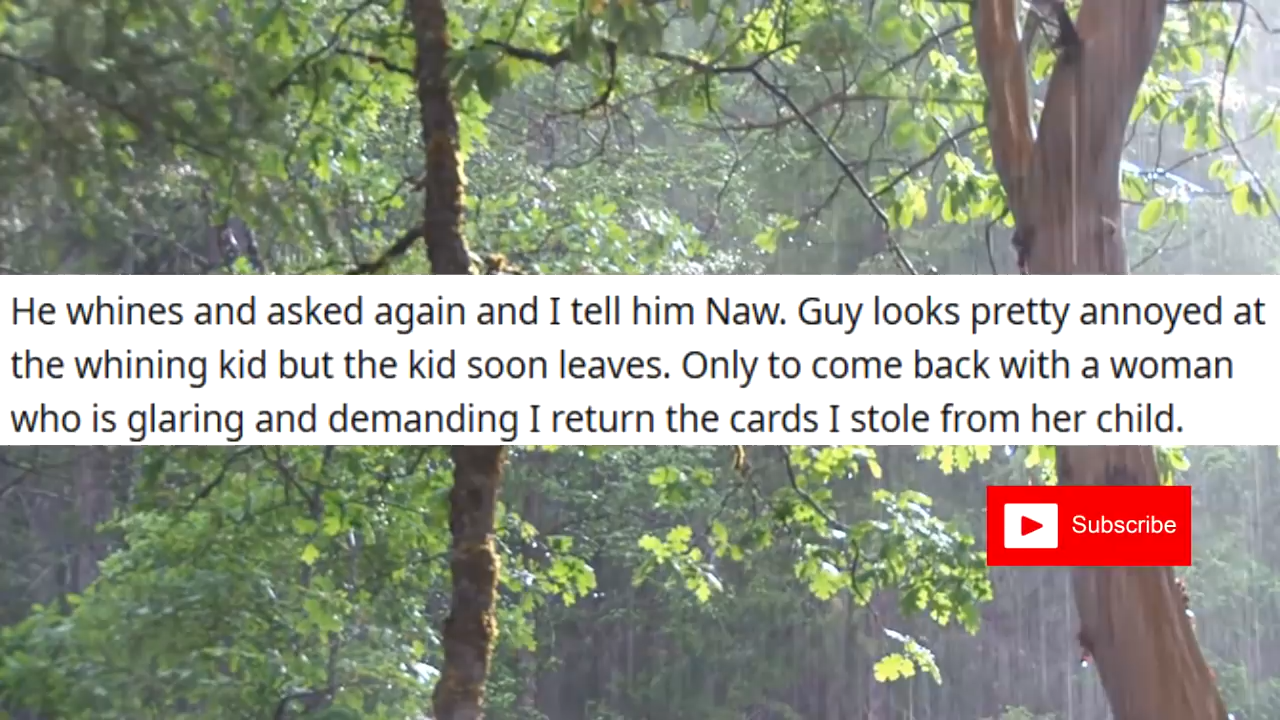 He whines and asked again and I tell him Naw. Guy looks pretty annoyed at
the whining kid but the kid soon leaves. Only to come back with a woman
who is glaring and demanding I return the cards I stole from her child.
Subscribe